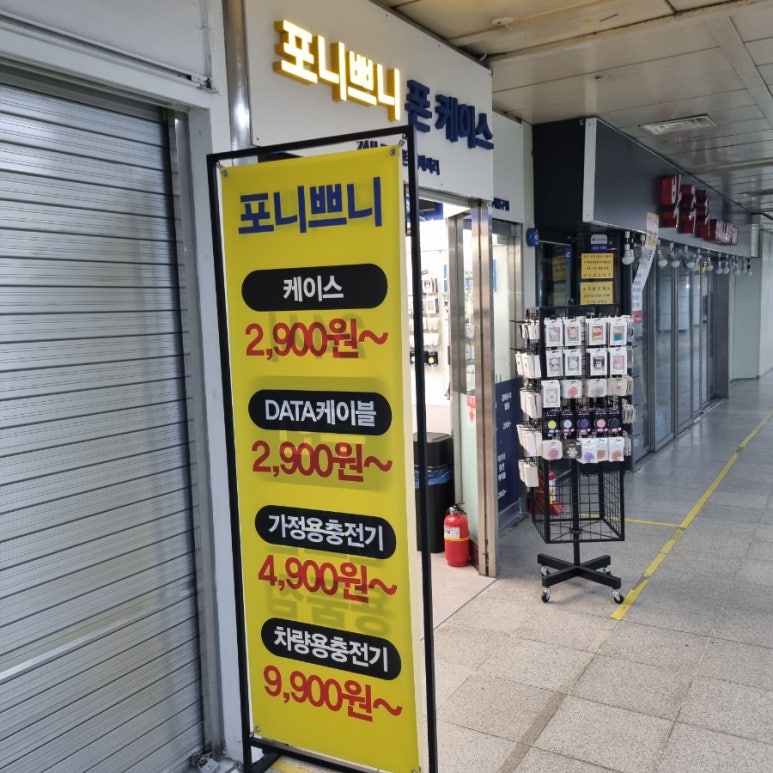 포니쁘니 폰 케이스
포니쁘니
케이스
2,900원~
DATA케이블
2,900원~
가정용충전기
4,900원~
차량용충전기
9,900원~